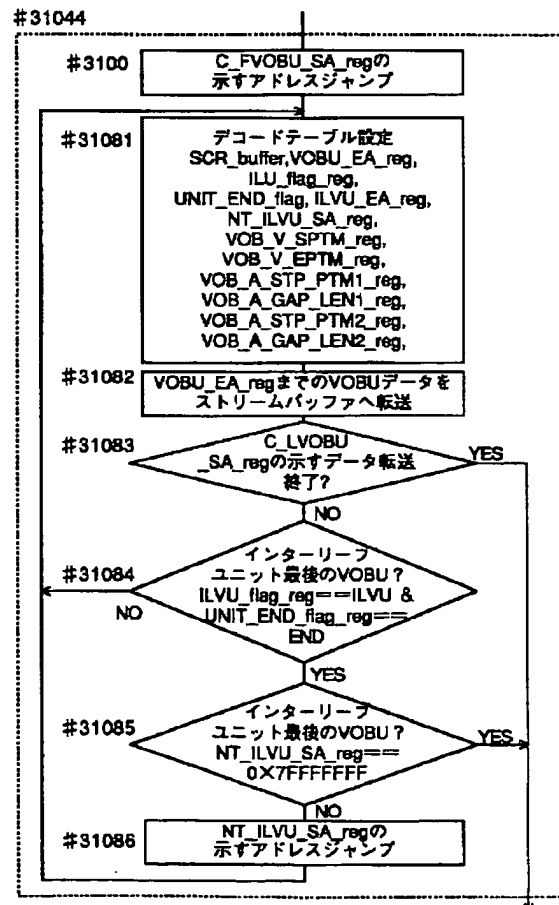 #31044
#3100
C_FVOBU_SA_regの
示すアドレスジャンプ
#31081
デコードテーブル設定
SCR_buffer,VOBU_EA_reg,
ILU_flag_reg,
UNIT_END_flag, ILVU_EA_reg,
NT_ILVU_SA_reg,
VOB_V_SPTM_reg,
VOB_V_EPTM_reg,
VOB_A_STP_PTM1_reg,
VOB_A_GAP_LEN1_reg,
VOB_A_STP_PTM2_reg,
VOB_A_GAP_LEN2_reg,
#31082
VOBU_EA_regまでのVOBUデータを
ストリームバッファへ転送
#31083
C_LVOBU
_SA_regの示すデータ転送
終了?
YES
NO
#31084
インターリーブ
ユニット最後のVOBU?
ILVU_flag_reg==ILVU &
UNIT_END_flag_reg==
END
NO
YES
#31085
インターリーブ
ユニット最後のVOBU?
NT_ILVU_SA_reg==
0X7FFFFFFF
YES
NO
#31086
NT_ILVU_SA_regの
示すアドレスジャンプ